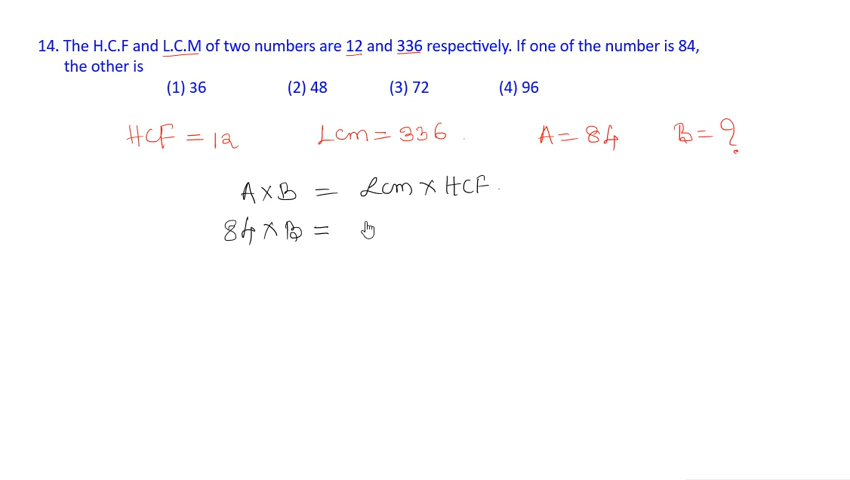 14. The H.C.F and L.C.M of two numbers are 12 and 336 respectively. If one of the number is 84,
the other is
(1) 36 (2) 48 (3) 72 (4) 96
HCF = 12 Lcm = 336 . A = 84 B = ?
A × B = Lcm × HCF .
84 × B =